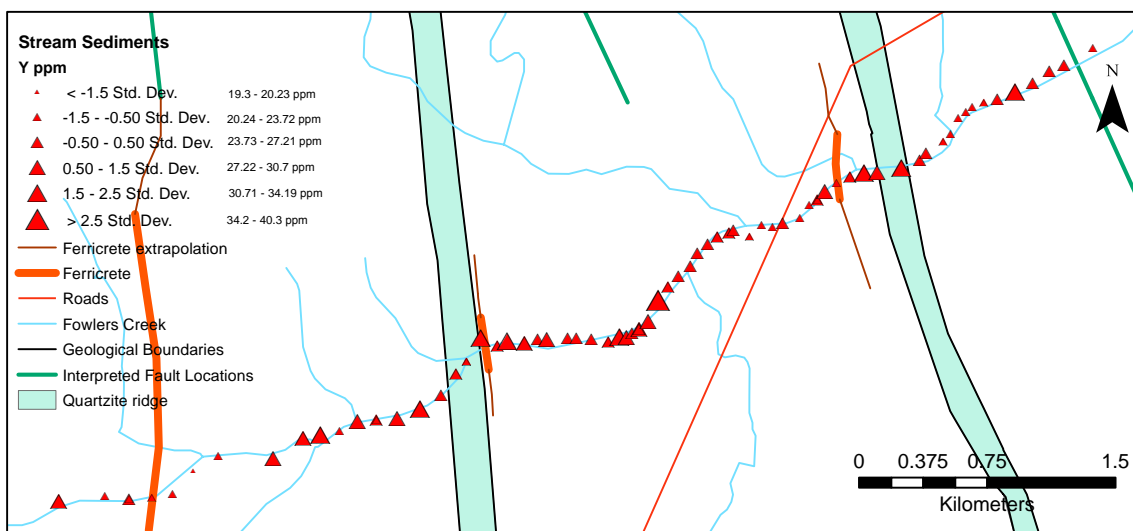 Stream Sediments
Y ppm
< -1.5 Std. Dev. 19.3 - 20.23 ppm
-1.5 - -0.50 Std. Dev. 20.24 - 23.72 ppm
-0.50 - 0.50 Std. Dev. 23.73 - 27.21 ppm
0.50 - 1.5 Std. Dev. 27.22 - 30.7 ppm
1.5 - 2.5 Std. Dev. 30.71 - 34.19 ppm
> 2.5 Std. Dev. 34.2 - 40.3 ppm
Ferricrete extrapolation
Ferricrete
Roads
Fowlers Creek
Geological Boundaries
Interpreted Fault Locations
Quartzite ridge
N
0 0.375 0.75 1.5
Kilometers